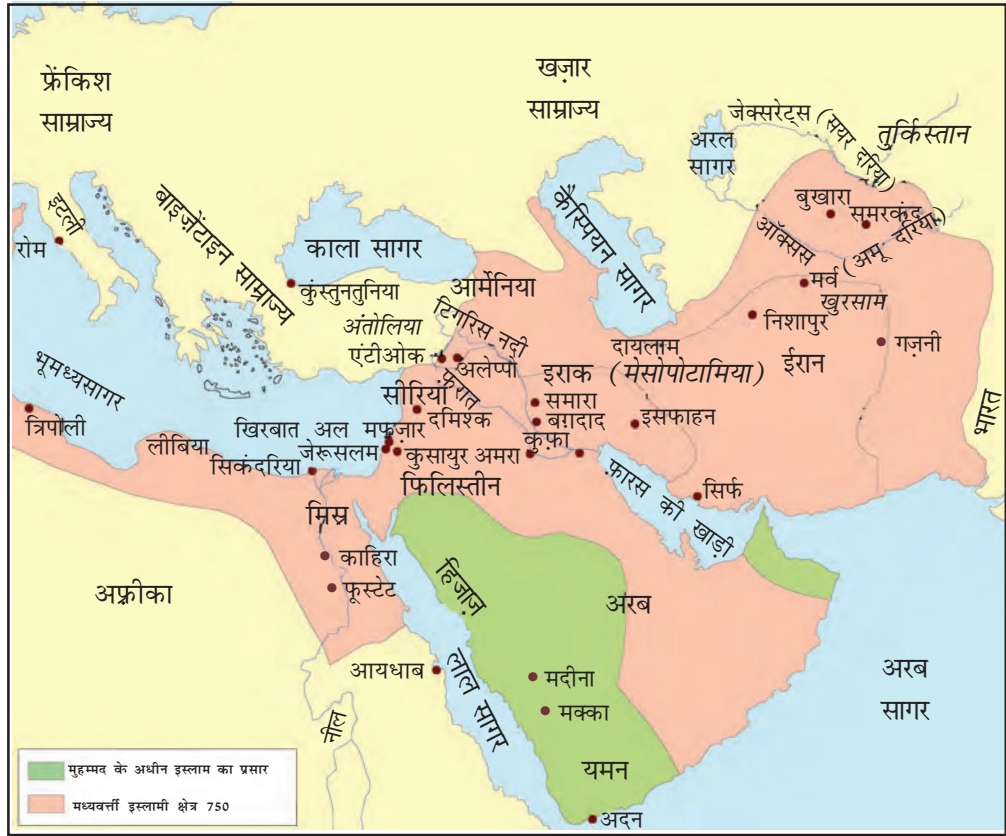 फ्रेंकिश
साम्राज्य
खज़ार
साम्राज्य
जेक्सरेट्स (सयर दरिया)
तुर्किस्तान
अरल
सागर
बुखारा
समरकंद
इटली
रोम
बाइजेंटाइन साम्राज्य
काला सागर
कैस्पियन सागर
ऑक्सस (अमू दरिया)
कुंस्तुनतुनिया
आर्मेनिया
मर्व
खुरसाम
निशापुर
गज़नी
अंतोलिया
टिगरिस नदी
एंटीओक
अलेप्पो
दायलाम
ईरान
इराक (मेसोपोटामिया)
भूमध्यसागर
फ़रात
सीरिया
समारा
त्रिपोली
दमिश्क
बग़दाद
इसफाहन
भारत
लीबिया
खिरबात अल मफ़जार
जेरूसलम
कुसायुर अमरा
कुफ़ा
सिकंदरिया
फिलिस्तीन
फ़ारस की खाड़ी
सिर्फ
मिस्र
काहिरा
फूस्टेट
अफ़्रीका
हिजाज़
अरब
आयधाब
लाल सागर
मदीना
मक्का
अरब
सागर
नील
यमन
अदन
मुहम्मद के अधीन इस्लाम का प्रसार
मध्यवर्त्ती इस्लामी क्षेत्र 750